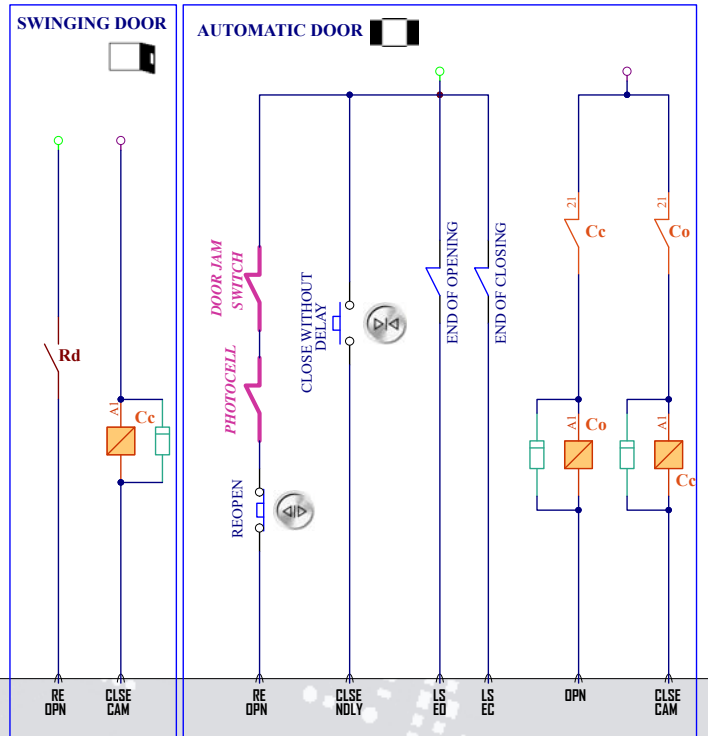 SWINGING DOOR
AUTOMATIC DOOR
21
Cc
21
Co
DOOR JAM
SWITCH
CLOSE WITHOUT
DELAY
END OF OPENING
END OF CLOSING
Rd
PHOTOCELL
A1
Cc
A1
Co
A1
Cc
REOPEN
RE
OPN
CLSE
CAM
RE
OPN
CLSE
NDLY
LS
EO
LS
EC
OPN
CLSE
CAM